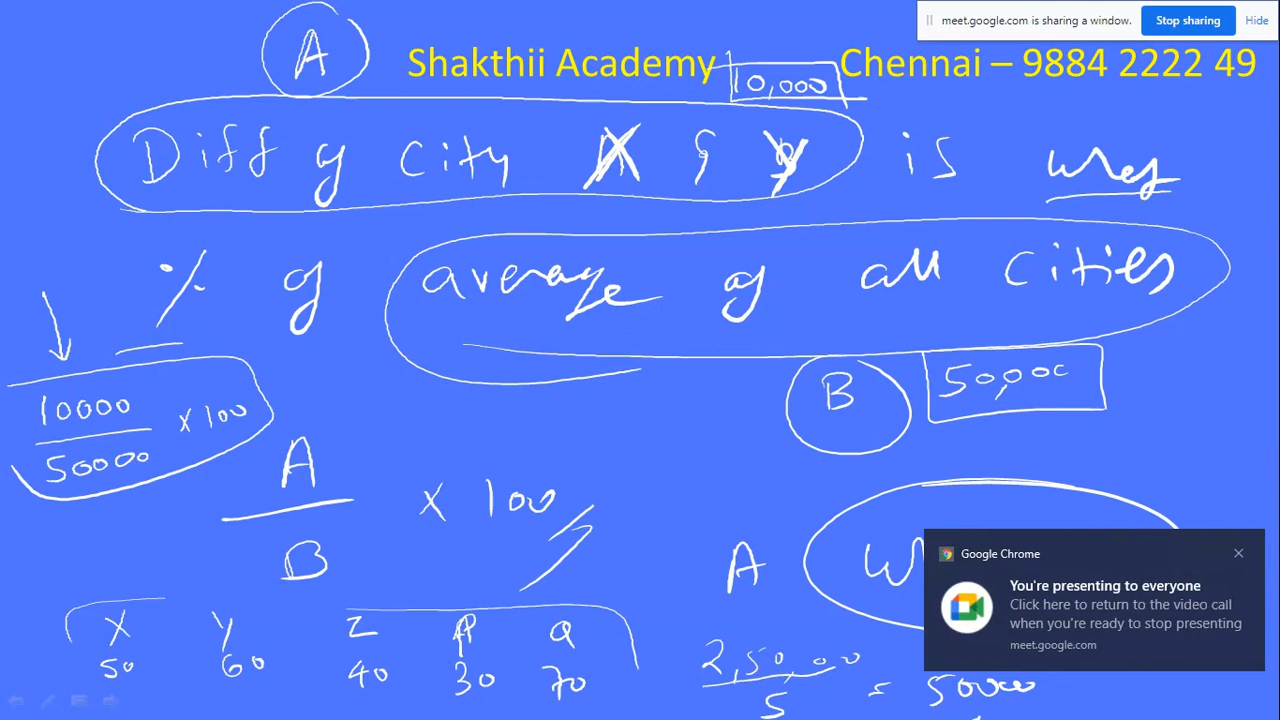 meet.google.com is sharing a window. Stop sharing Hide
A
Shakthii Academy Chennai – 9884 2222 49
10,000
Diff of City X & Y is
% of average of all cities
B 50,000
10000
50000 × 100
A
B × 100
A W
X Y Z P Q
50 60 40 30 70
2,50,000
5 = 50000
Google Chrome
You're presenting to everyone
Click here to return to the video call
when you're ready to stop presenting
meet.google.com